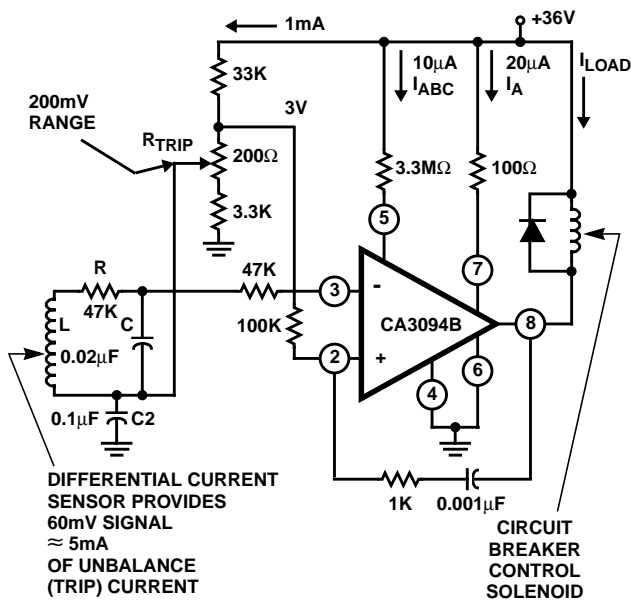 1mA
+36V
33K
3V
10μA
I_ABC
20μA
I_A
I_LOAD
200mV
RANGE
R_TRIP
200Ω
3.3K
3.3MΩ
100Ω
5
7
R
47K
L
C
0.02μF
0.1μF
C2
47K
100K
3
-
2
+
CA3094B
8
4
6
1K
0.001μF
DIFFERENTIAL CURRENT
SENSOR PROVIDES
60mV SIGNAL
≈ 5mA
OF UNBALANCE
(TRIP) CURRENT
CIRCUIT
BREAKER
CONTROL
SOLENOID